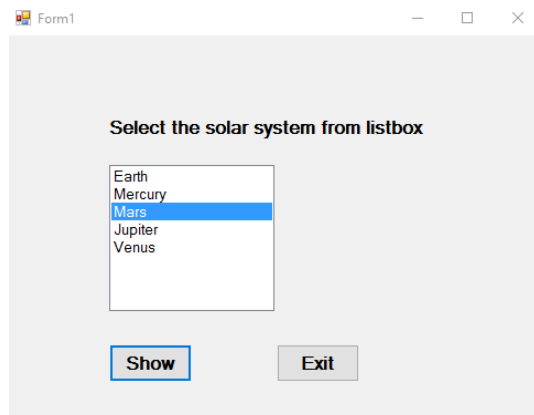 Form1
Select the solar system from listbox
Earth
Mercury
Mars
Jupiter
Venus
Show Exit